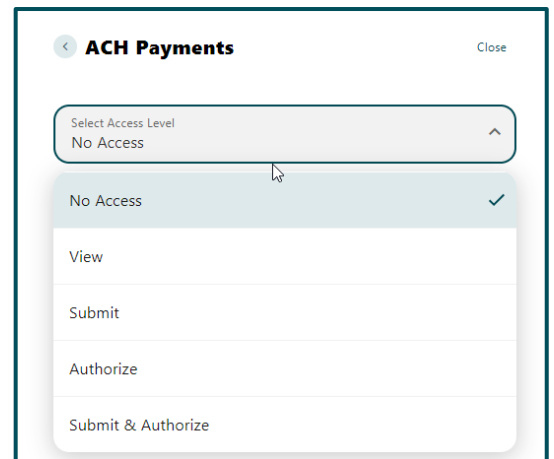 ACH Payments
Close
Select Access Level
No Access
No Access
View
Submit
Authorize
Submit & Authorize